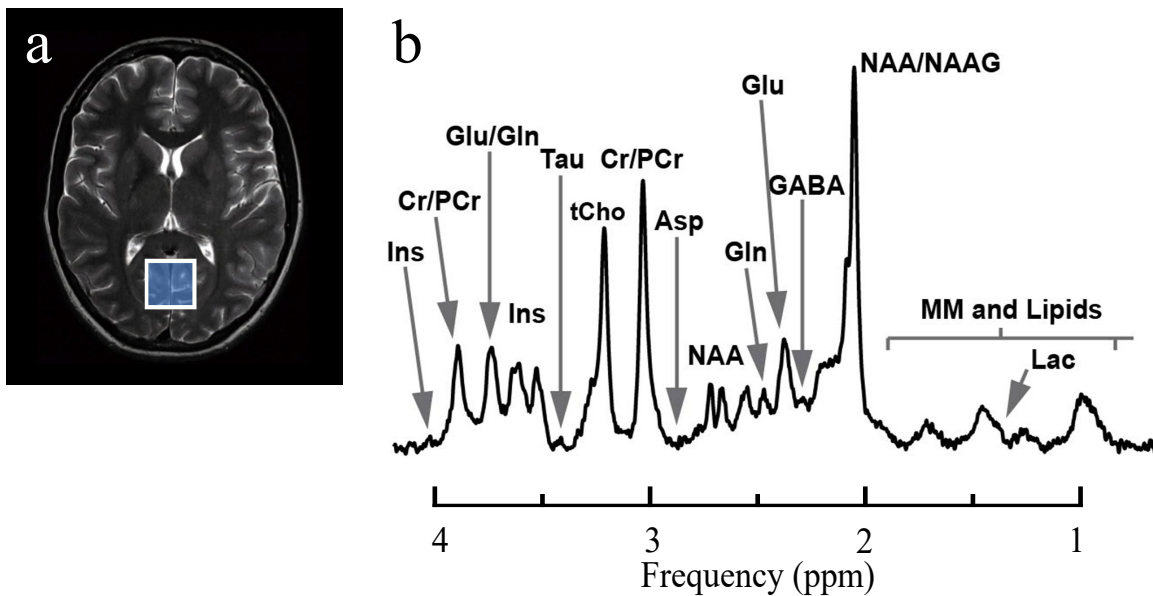 a
b
NAA/NAAG
Glu
Glu/Gln
Tau
Cr/PCr
GABA
Cr/PCr
tCho
Asp
Ins
Gln
Ins
MM and Lipids
NAA
Lac
4
3
2
1
Frequency (ppm)